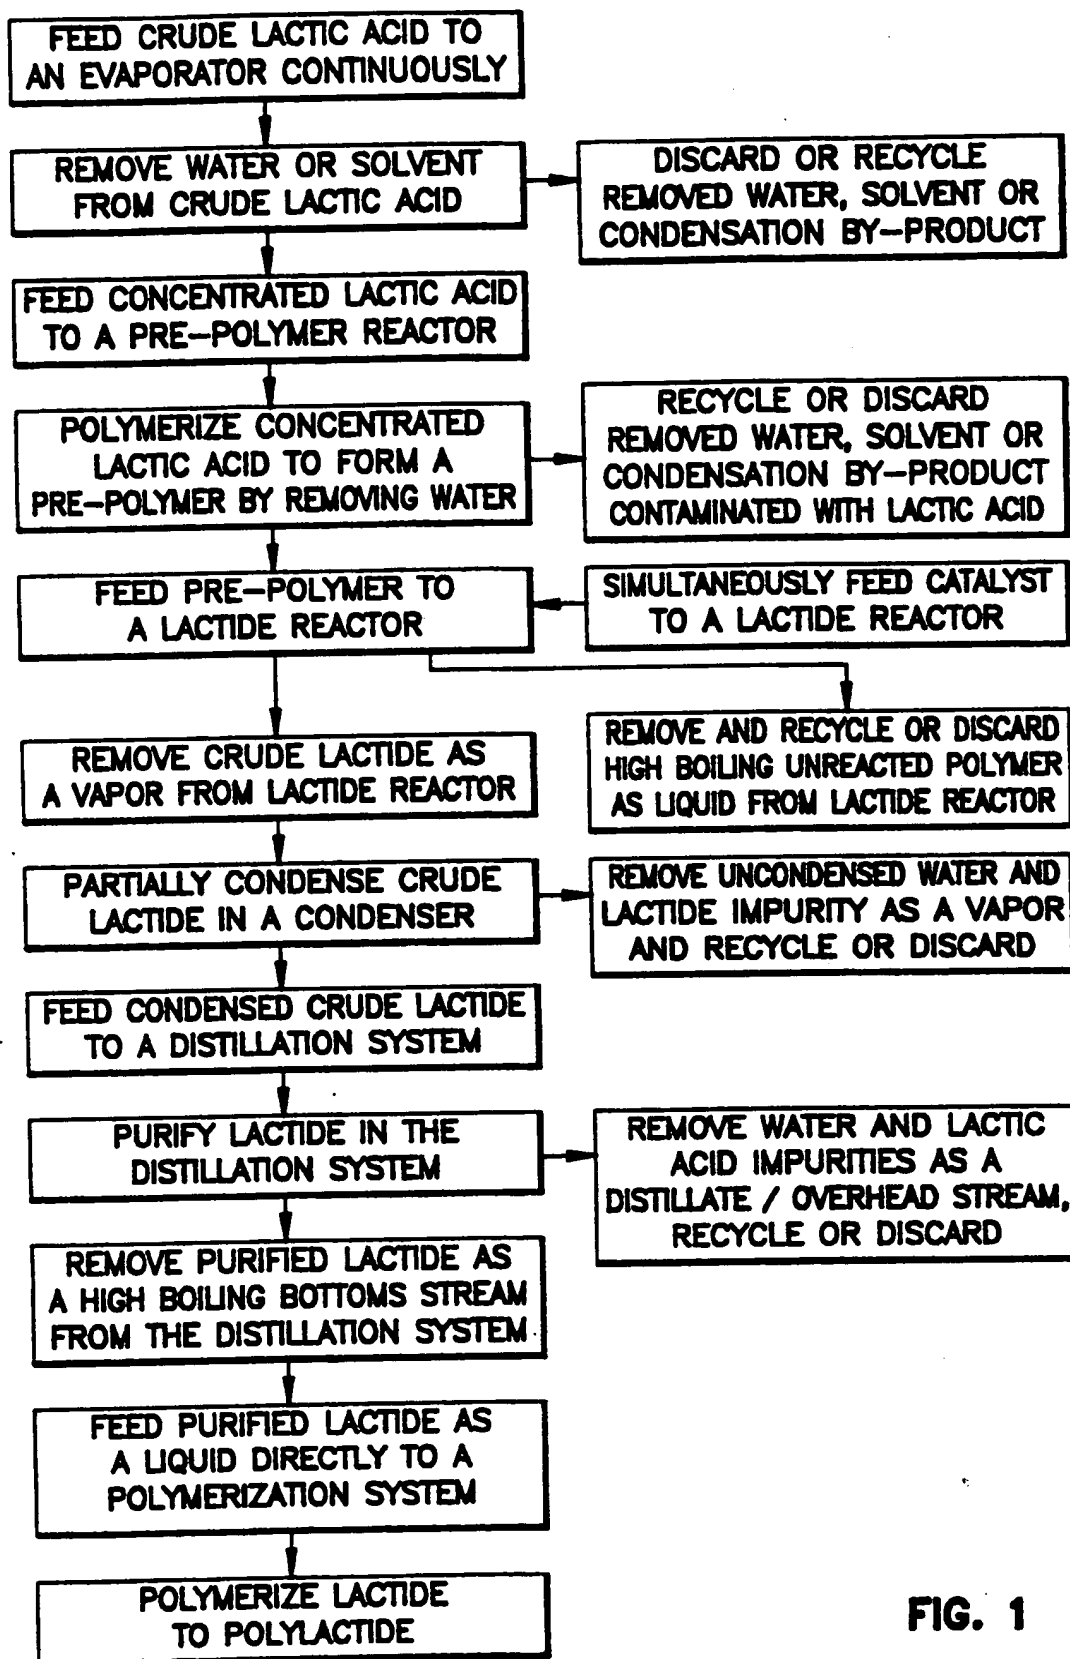 FEED CRUDE LACTIC ACID TO
AN EVAPORATOR CONTINUOUSLY
REMOVE WATER OR SOLVENT
FROM CRUDE LACTIC ACID
DISCARD OR RECYCLE
REMOVED WATER, SOLVENT OR
CONDENSATION BY-PRODUCT
FEED CONCENTRATED LACTIC ACID
TO A PRE-POLYMER REACTOR
POLYMERIZE CONCENTRATED
LACTIC ACID TO FORM A
PRE-POLYMER BY REMOVING WATER
RECYCLE OR DISCARD
REMOVED WATER, SOLVENT OR
CONDENSATION BY-PRODUCT
CONTAMINATED WITH LACTIC ACID
FEED PRE-POLYMER TO
A LACTIDE REACTOR
SIMULTANEOUSLY FEED CATALYST
TO A LACTIDE REACTOR
REMOVE CRUDE LACTIDE AS
A VAPOR FROM LACTIDE REACTOR
REMOVE AND RECYCLE OR DISCARD
HIGH BOILING UNREACTED POLYMER
AS LIQUID FROM LACTIDE REACTOR
PARTIALLY CONDENSE CRUDE
LACTIDE IN A CONDENSER
REMOVE UNCONDENSED WATER AND
LACTIDE IMPURITY AS A VAPOR
AND RECYCLE OR DISCARD
FEED CONDENSED CRUDE LACTIDE
TO A DISTILLATION SYSTEM
PURIFY LACTIDE IN THE
DISTILLATION SYSTEM
REMOVE WATER AND LACTIC
ACID IMPURITIES AS A
DISTILLATE / OVERHEAD STREAM,
RECYCLE OR DISCARD
REMOVE PURIFIED LACTIDE AS
A HIGH BOILING BOTTOMS STREAM
FROM THE DISTILLATION SYSTEM
FEED PURIFIED LACTIDE AS
A LIQUID DIRECTLY TO A
POLYMERIZATION SYSTEM
POLYMERIZE LACTIDE
TO POLYLACTIDE
FIG. 1